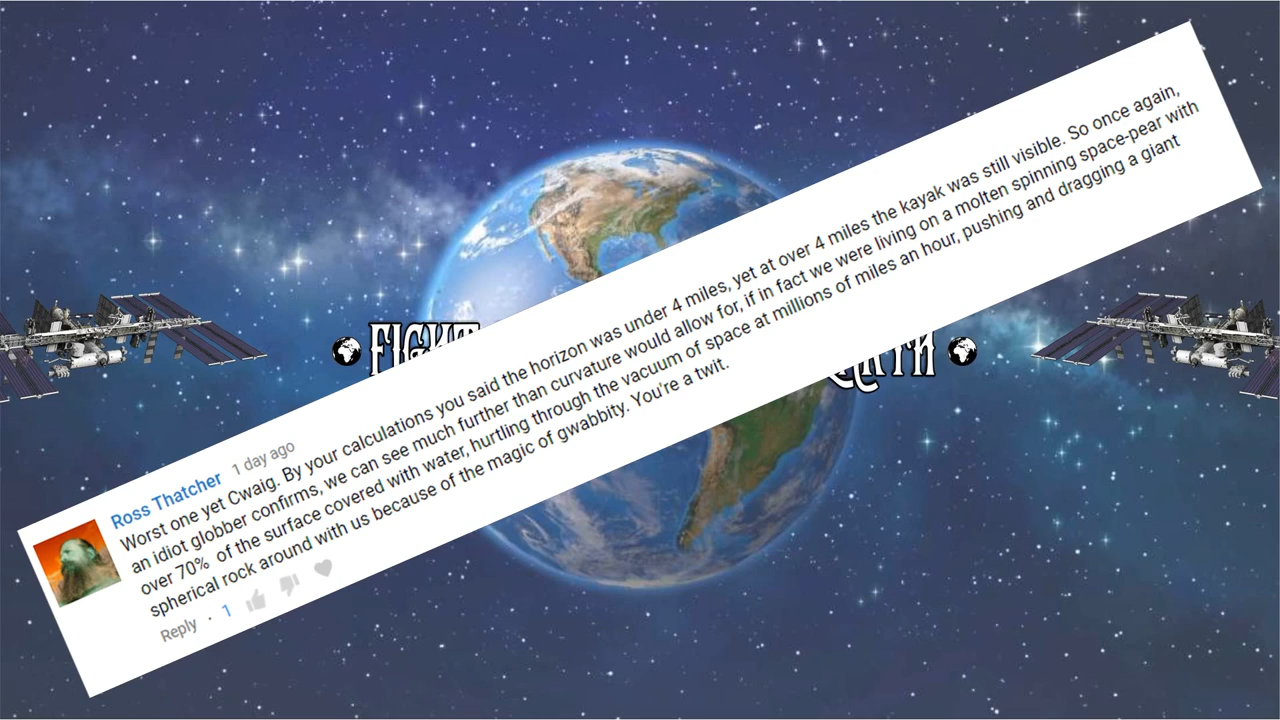 FIGHT
Ross Thatcher 1 day ago
Worst one yet Cwaig. By your calculations you said the horizon was under 4 miles, yet at over 4 miles the kayak was still visible. So once again,
an idiot globber confirms, we can see much further than curvature would allow for, if in fact we were living on a molten spinning space-pear with
over 70% of the surface covered with water, hurtling through the vacuum of space at millions of miles an hour, pushing and dragging a giant
spherical rock around with us because of the magic of gwabbity. You're a twit.
Reply · 1